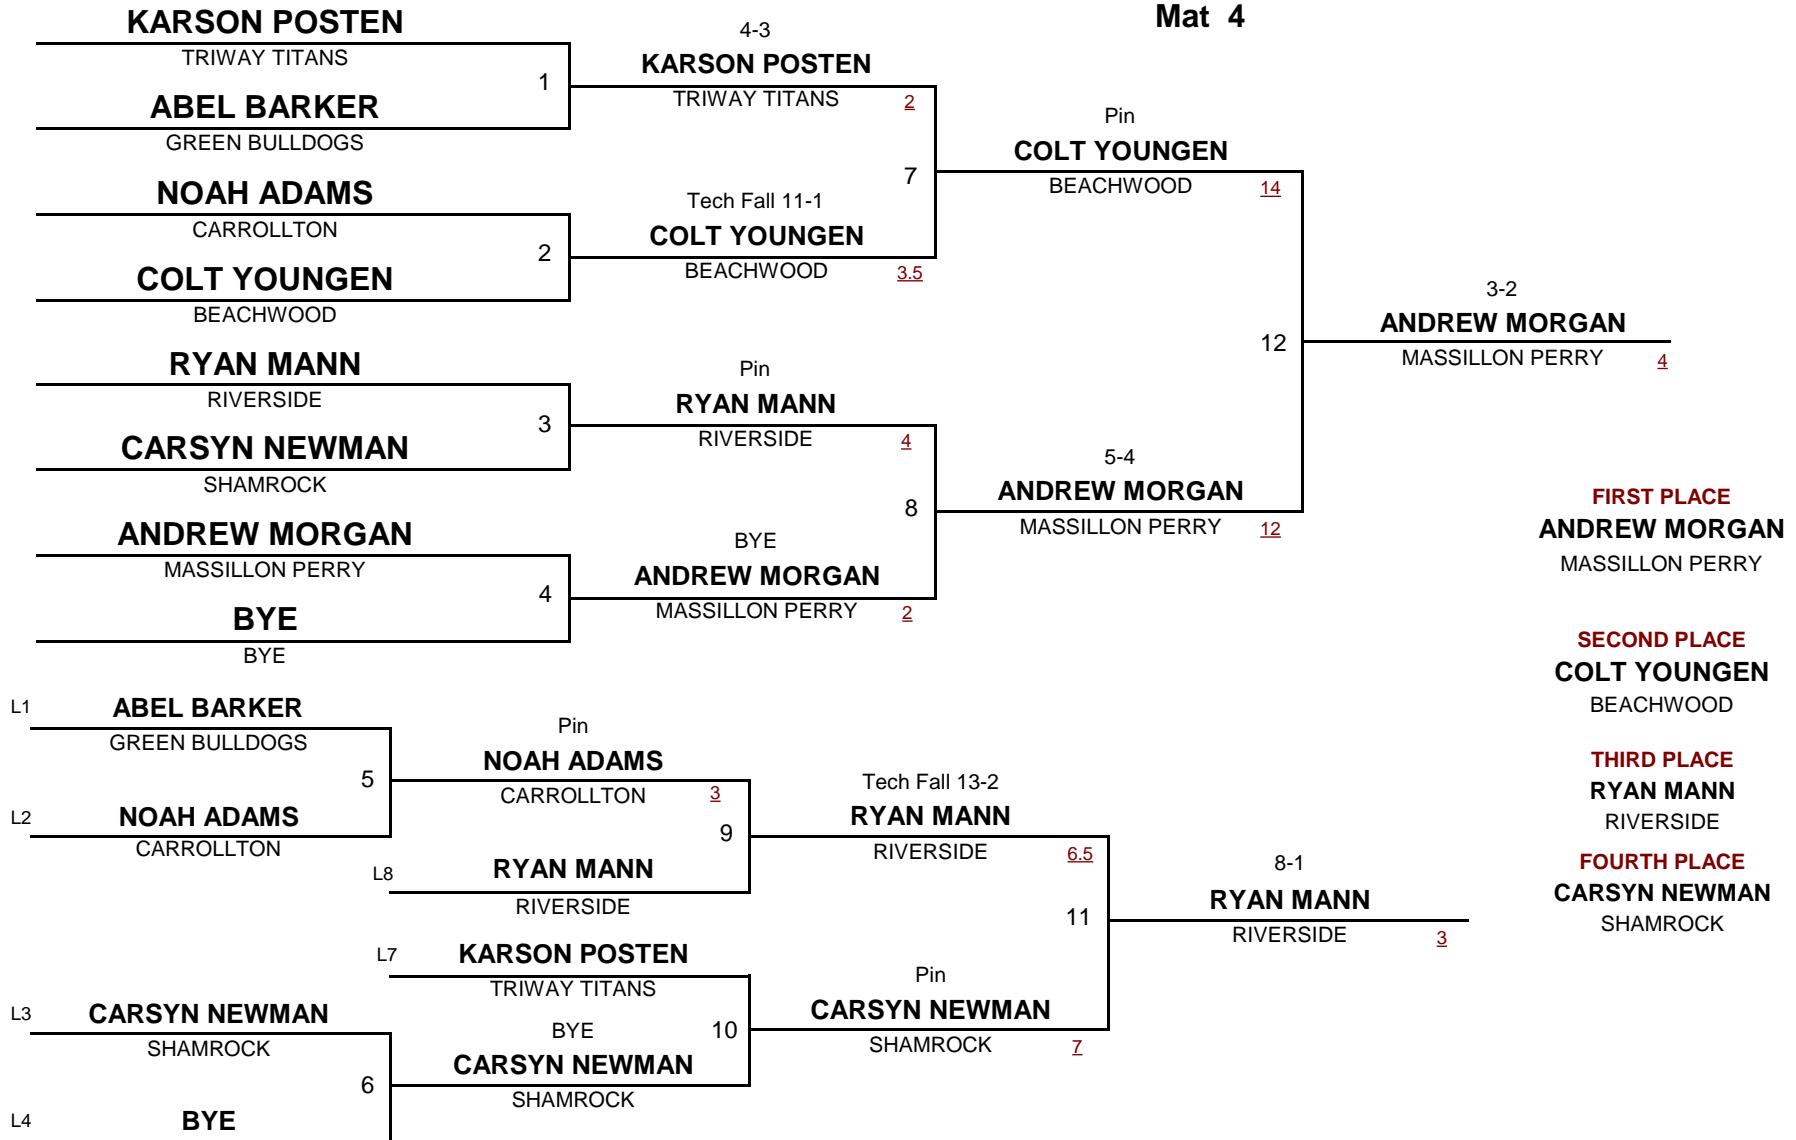 Mat 4
KARSON POSTEN
TRIWAY TITANS
1
ABEL BARKER
GREEN BULLDOGS
NOAH ADAMS
CARROLLTON
2
COLT YOUNGEN
BEACHWOOD
RYAN MANN
RIVERSIDE
3
CARSYN NEWMAN
SHAMROCK
ANDREW MORGAN
MASSILLON PERRY
4
BYE
BYE
4-3
KARSON POSTEN
TRIWAY TITANS 2
7
Tech Fall 11-1
COLT YOUNGEN
BEACHWOOD 3.5
Pin
RYAN MANN
RIVERSIDE 4
8
BYE
ANDREW MORGAN
MASSILLON PERRY 2
Pin
COLT YOUNGEN
BEACHWOOD 14
12
5-4
ANDREW MORGAN
MASSILLON PERRY 12
3-2
ANDREW MORGAN
MASSILLON PERRY 4
FIRST PLACE
ANDREW MORGAN
MASSILLON PERRY
SECOND PLACE
COLT YOUNGEN
BEACHWOOD
THIRD PLACE
RYAN MANN
RIVERSIDE
FOURTH PLACE
CARSYN NEWMAN
SHAMROCK
L1 ABEL BARKER
GREEN BULLDOGS
5
L2 NOAH ADAMS
CARROLLTON
L3 CARSYN NEWMAN
SHAMROCK
6
L4 BYE
Pin
NOAH ADAMS
CARROLLTON 3
9
L8 RYAN MANN
RIVERSIDE
L7 KARSON POSTEN
TRIWAY TITANS
10
BYE
CARSYN NEWMAN
SHAMROCK
Tech Fall 13-2
RYAN MANN
RIVERSIDE 6.5
11
Pin
CARSYN NEWMAN
SHAMROCK 7
8-1
RYAN MANN
RIVERSIDE 3